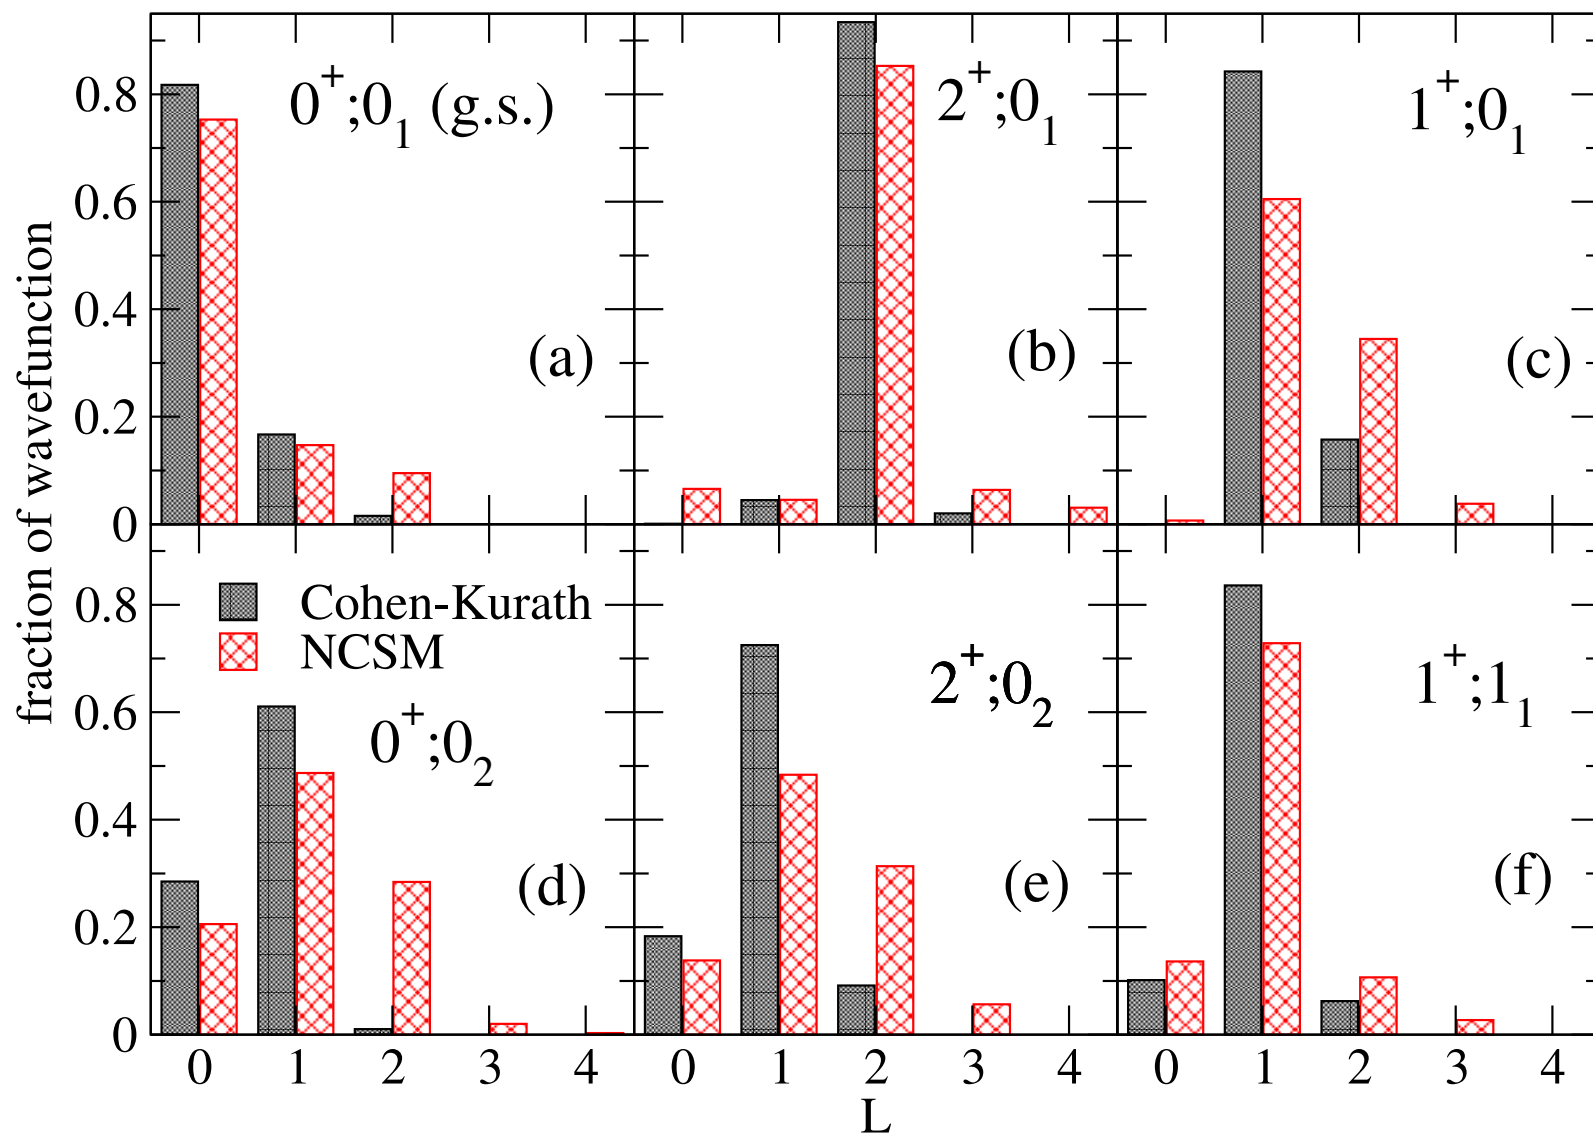 fraction of wavefunction
0.8
0.6
0.4
0.2
0
0⁺;0₁ (g.s.)
(a)
2⁺;0₁
(b)
1⁺;0₁
(c)
0.8
0.6
0.4
0.2
0
Cohen-Kurath
NCSM
0⁺;0₂
(d)
2⁺;0₂
(e)
1⁺;1₁
(f)
0 1 2 3 4
0 1 2 3 4
0 1 2 3 4
L